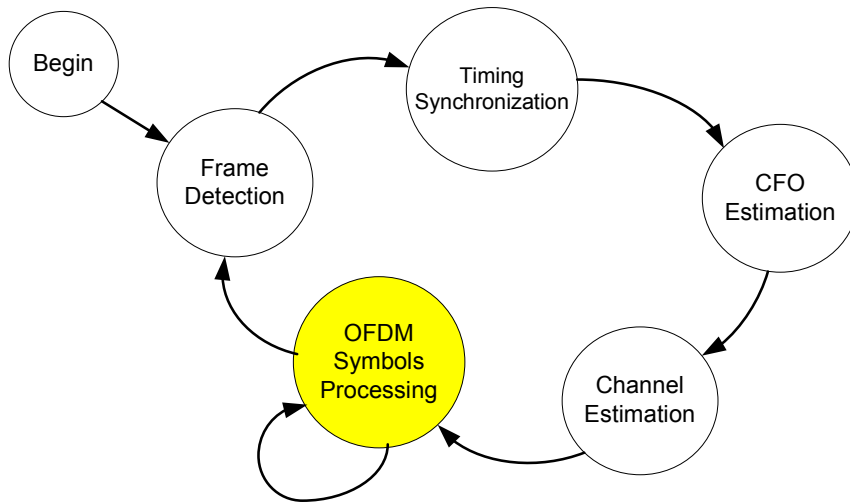 Begin
Timing
Synchronization
Frame
Detection
CFO
Estimation
OFDM
Symbols
Processing
Channel
Estimation